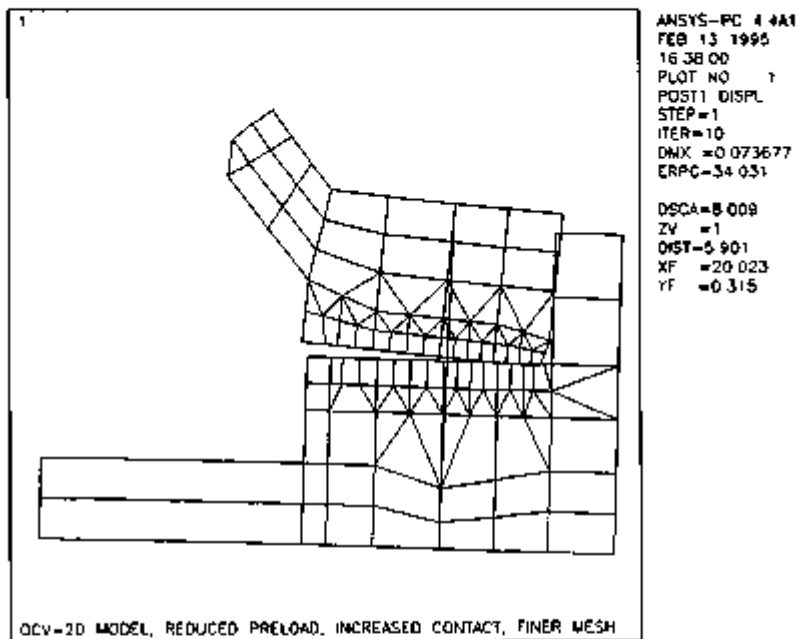 1
ANSYS-PC 4.4A1
FEB 13 1995
16 38 00
PLOT NO 1
POST1 DISPL
STEP=1
ITER=10
DMX =0.073677
ERPC=34 031
DSCA=8 009
ZV =1
DIST=5 901
XF =20 023
YF =0 315
OCV-2D MODEL, REDUCED PRELOAD, INCREASED CONTACT, FINER MESH